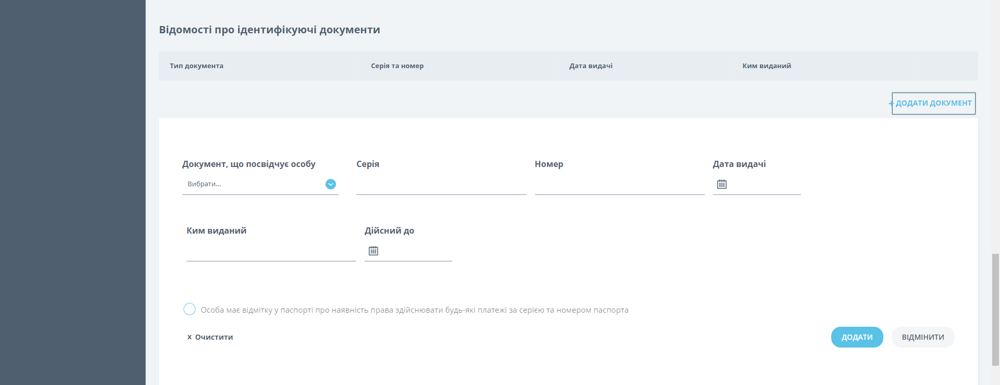 Відомості про ідентифікуючі документи
Тип документа Серія та номер Дата видачі Ким виданий
+ ДОДАТИ ДОКУМЕНТ
Документ, що посвідчує особу Серія Номер Дата видачі
Вибрати...
Ким виданий Дійсний до
Особа має відмітку у паспорті про наявність права здійснювати будь-які платежі за серією та номером паспорта
x Очистити ДОДАТИ ВІДМІНИТИ